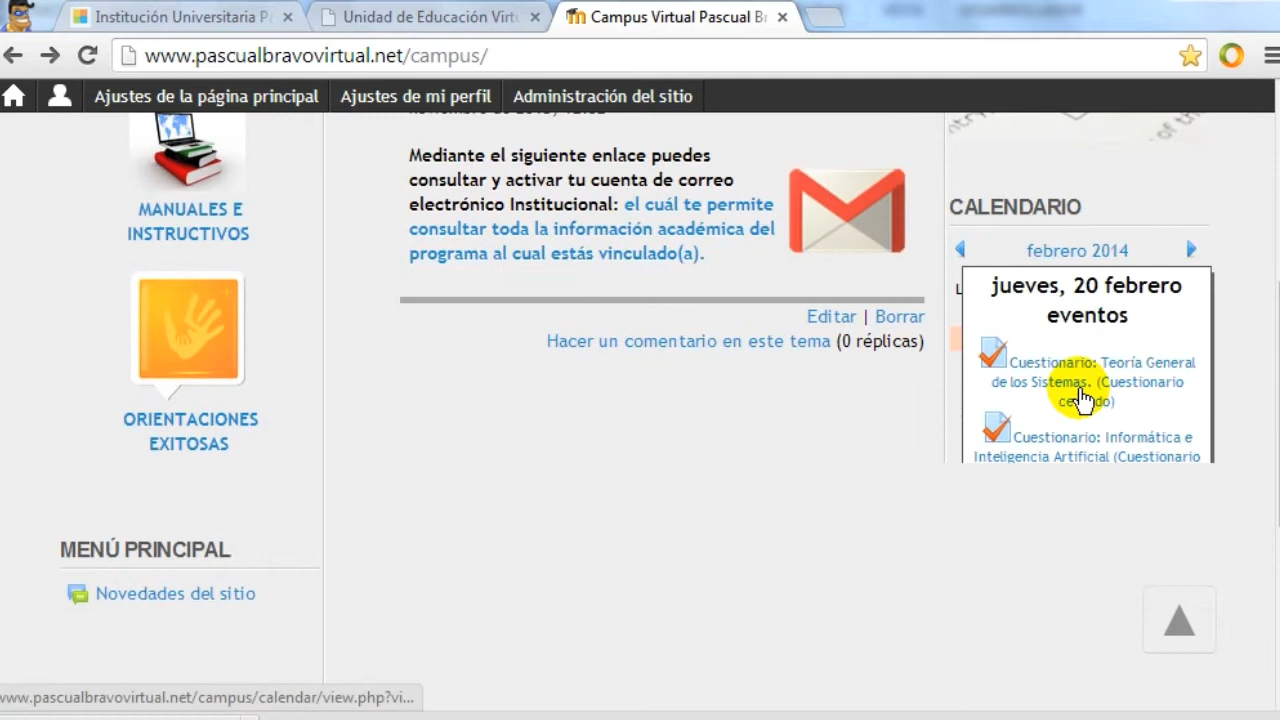 Institución Universitaria P
Unidad de Educación Virtu
Campus Virtual Pascual Br
www.pascualbravovirtual.net/campus/
Ajustes de la página principal
Ajustes de mi perfil
Administración del sitio
MANUALES E
INSTRUCTIVOS
ORIENTACIONES
EXITOSAS
MENÚ PRINCIPAL
Novedades del sitio
Mediante el siguiente enlace puedes
consultar y activar tu cuenta de correo
electrónico Institucional: el cuál te permite
consultar toda la información académica del
programa al cual estás vinculado(a).
Editar | Borrar
Hacer un comentario en este tema (0 réplicas)
CALENDARIO
febrero 2014
L
jueves, 20 febrero
eventos
Cuestionario: Teoría General
de los Sistemas. (Cuestionario
Cuestionario: Informática e
Inteligencia Artificial (Cuestionario
www.pascualbravovirtual.net/campus/calendar/view.php?vi...